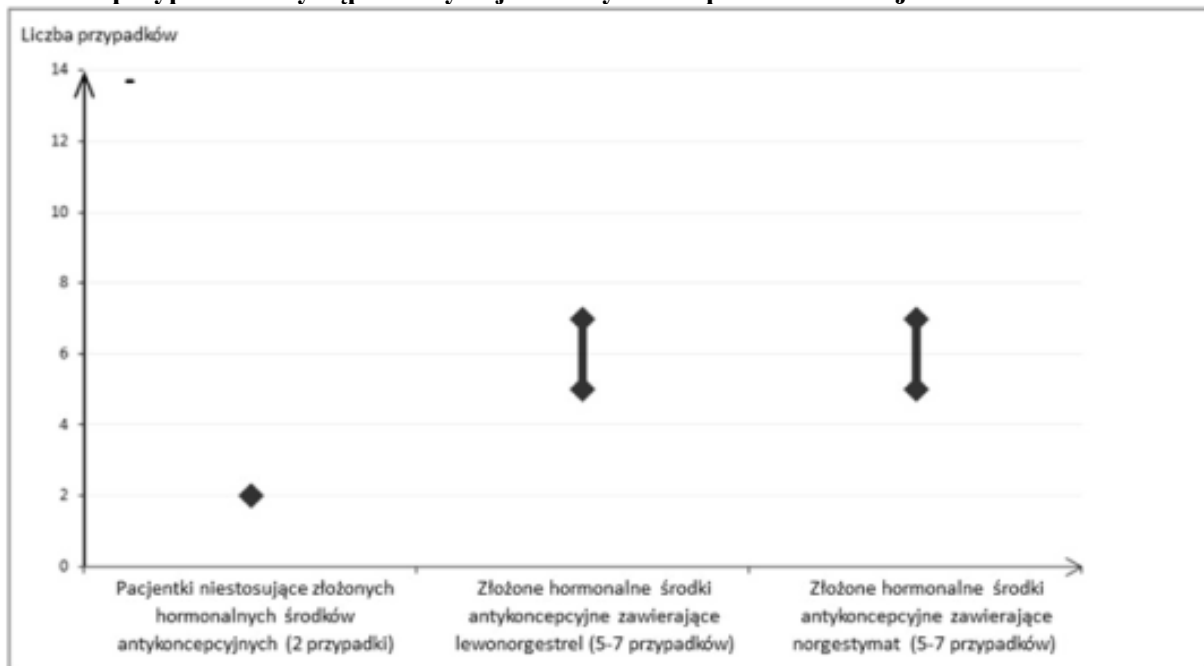 Liczba przypadków
14
12
10
8
6
4
2
0
Pacjentki niestosujące złożonych
hormonalnych środków
antykoncepcyjnych (2 przypadki)
Złożone hormonalne środki
antykoncepcyjne zawierające
lewonorgestrel (5-7 przypadków)
Złożone hormonalne środki
antykoncepcyjne zawierające
norgestymat (5-7 przypadków)